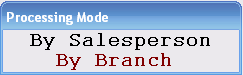 Processing Mode
By Salesperson
By Branch